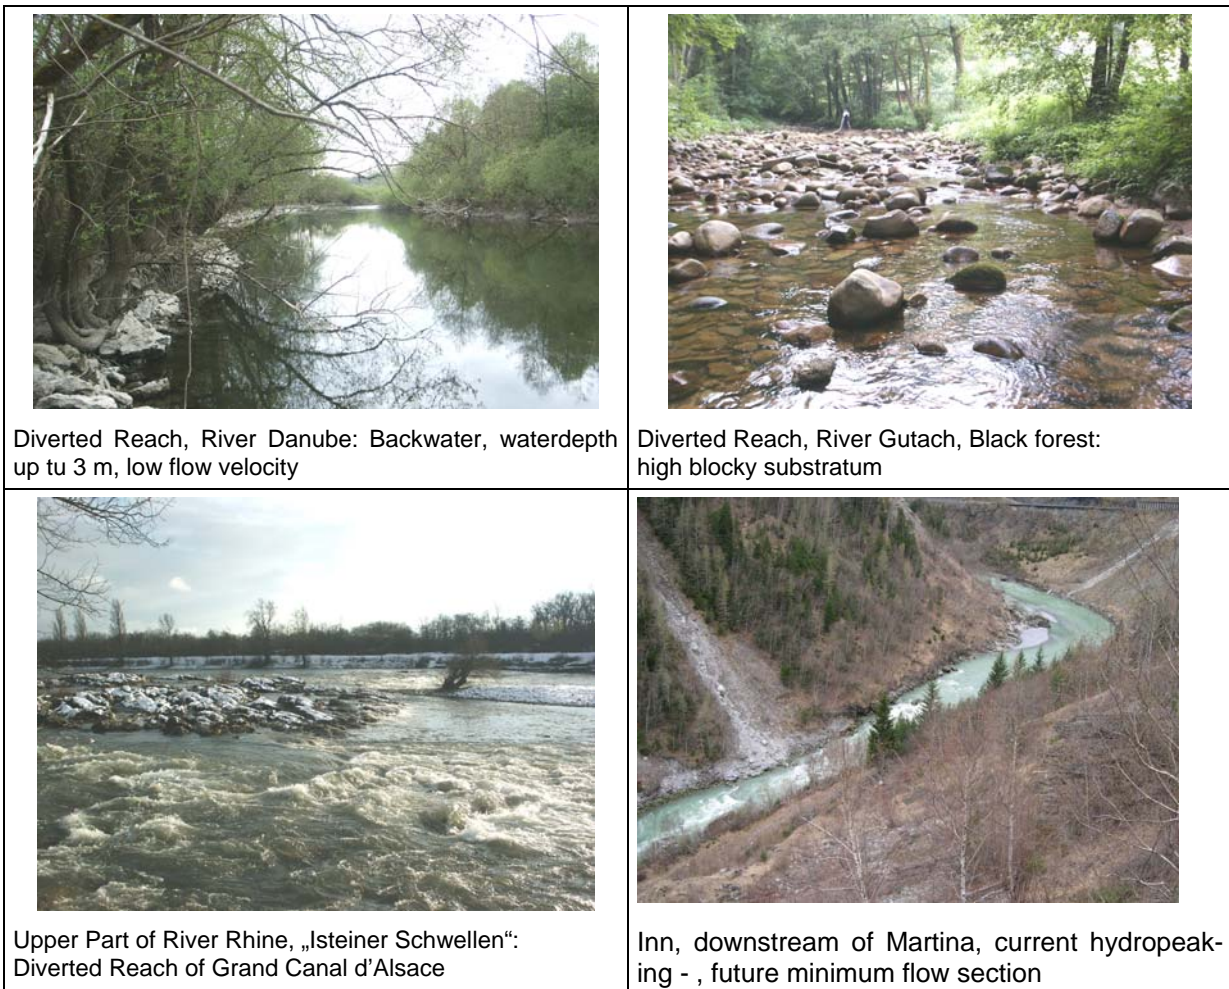 Diverted Reach, River Danube: Backwater, waterdepth
up tu 3 m, low flow velocity
Diverted Reach, River Gutach, Black forest:
high blocky substratum
Upper Part of River Rhine, „Isteiner Schwellen“:
Diverted Reach of Grand Canal d’Alsace
Inn, downstream of Martina, current hydropeak-
ing - , future minimum flow section